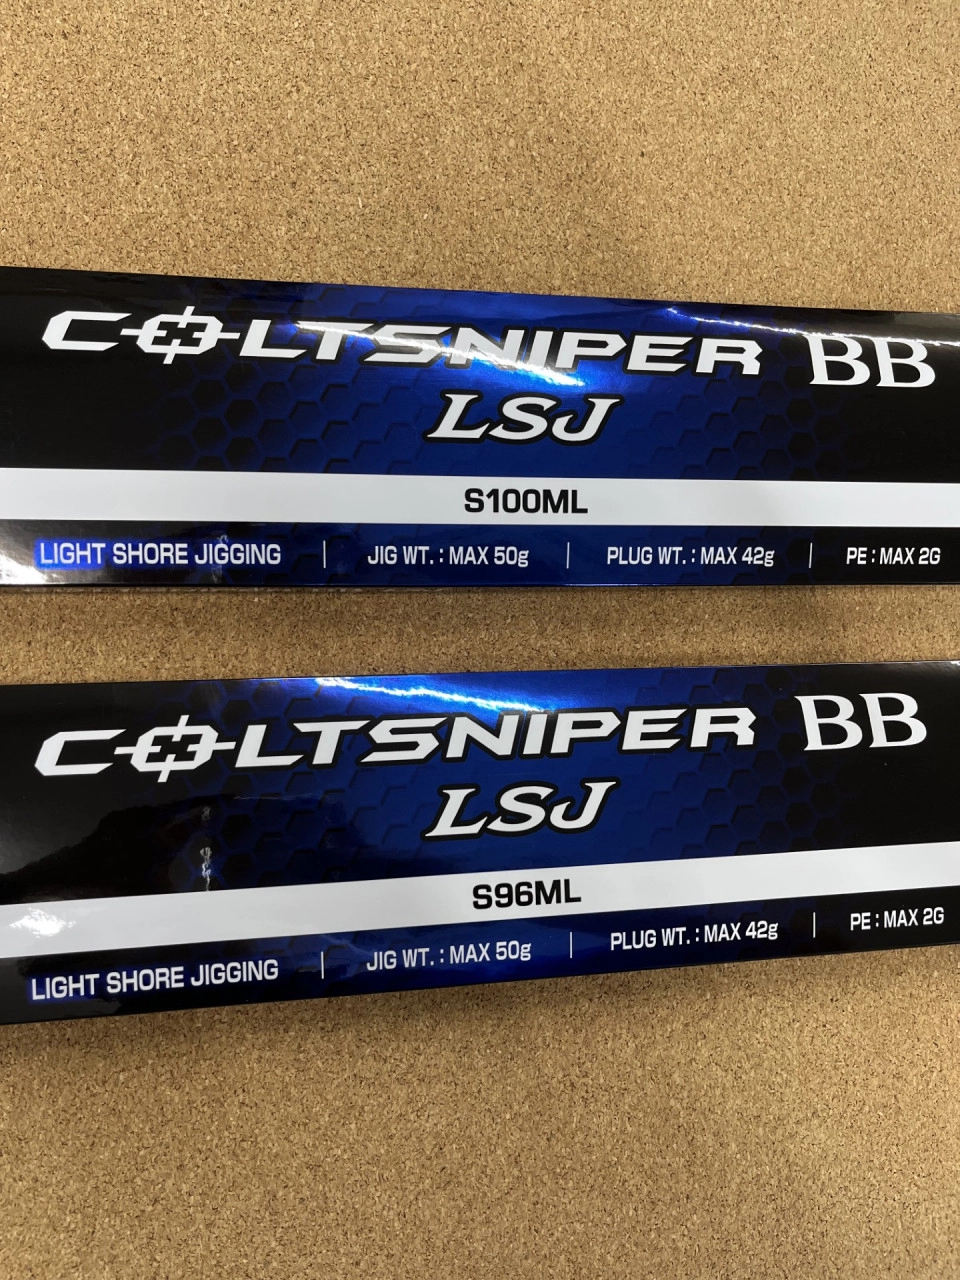 COLTSNIPER BB
LSJ
S100ML
LIGHT SHORE JIGGING | JIG WT. : MAX 50g | PLUG WT. : MAX 42g | PE : MAX 2G
COLTSNIPER BB
LSJ
S96ML
LIGHT SHORE JIGGING | JIG WT. : MAX 50g | PLUG WT. : MAX 42g | PE : MAX 2G